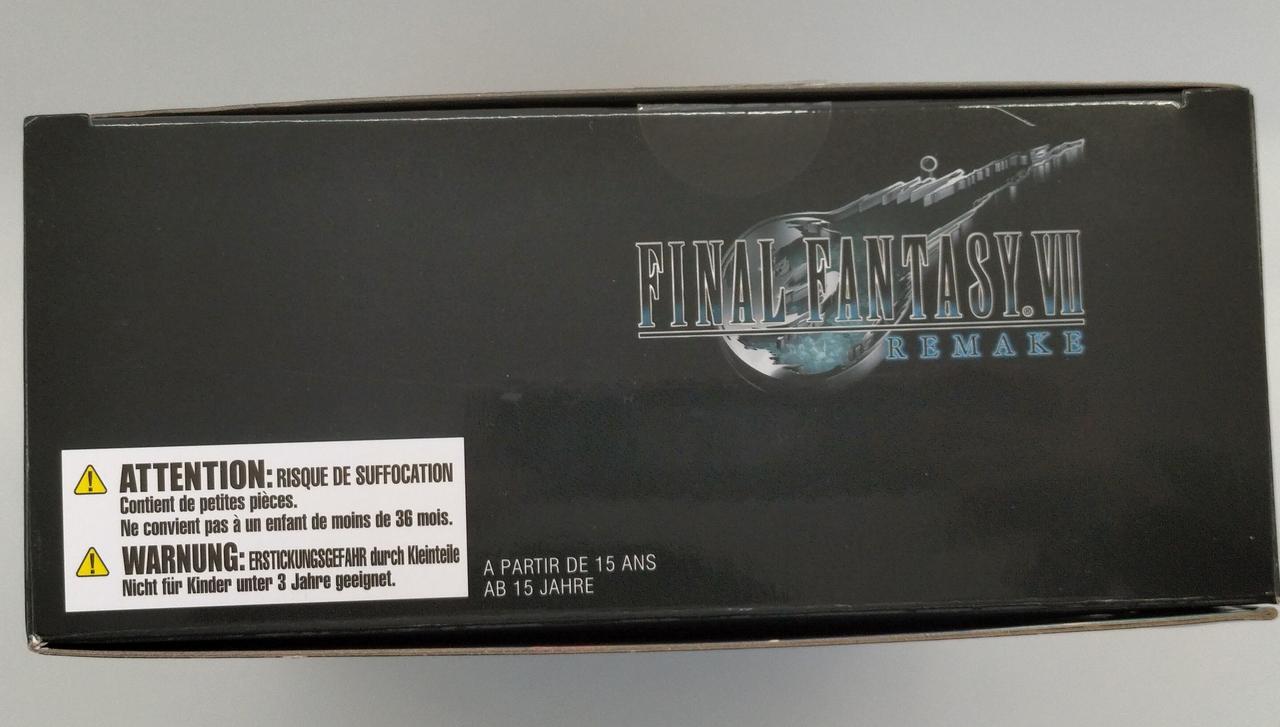 FINAL FANTASY® VII
REMAKE
ATTENTION: RISQUE DE SUFFOCATION
Contient de petites pièces.
Ne convient pas à un enfant de moins de 36 mois.
WARNUNG: ERSTICKUNGSGEFAHR durch Kleinteile
Nicht für Kinder unter 3 Jahre geeignet.
A PARTIR DE 15 ANS
AB 15 JAHRE